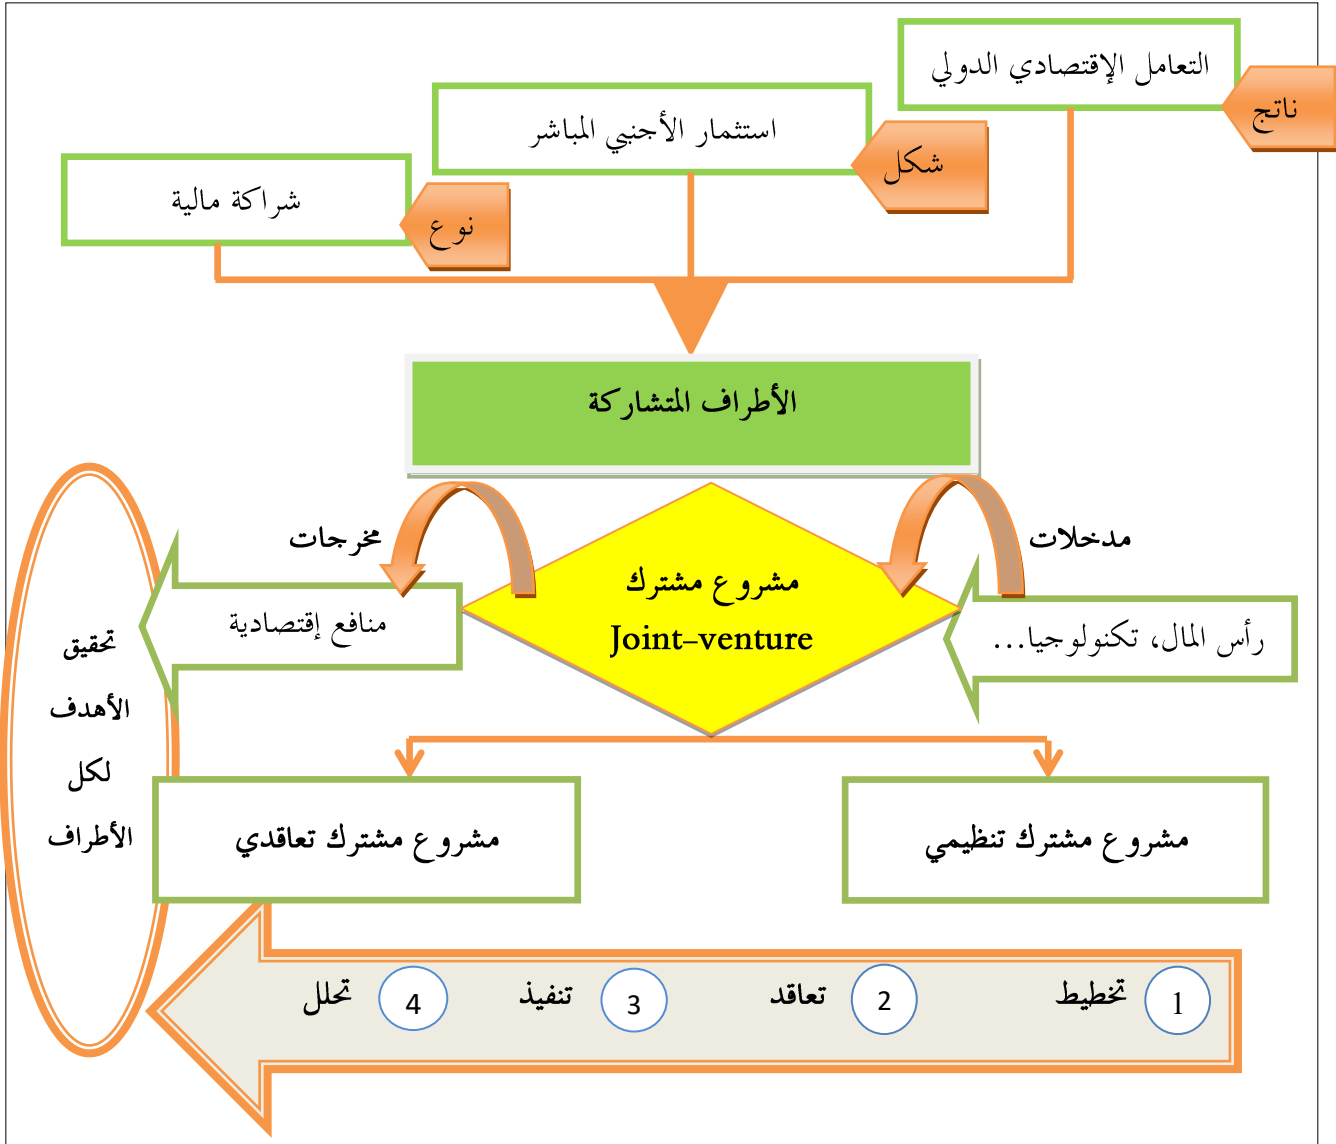 التعامل الإقتصادي الدولي
ناتج
استثمار الأجنبي المباشر
شكل
شراكة مالية
نوع
الأطراف المتشاركة
مدخلات
مخرجات
مشروع مشترك
Joint-venture
رأس المال، تكنولوجيا...
منافع إقتصادية
تحقيق
الأهدف
لكل
الأطراف
مشروع مشترك تنظيمي
مشروع مشترك تعاقدي
1 تخطيط 2 تعاقد 3 تنفيذ 4 تحلل